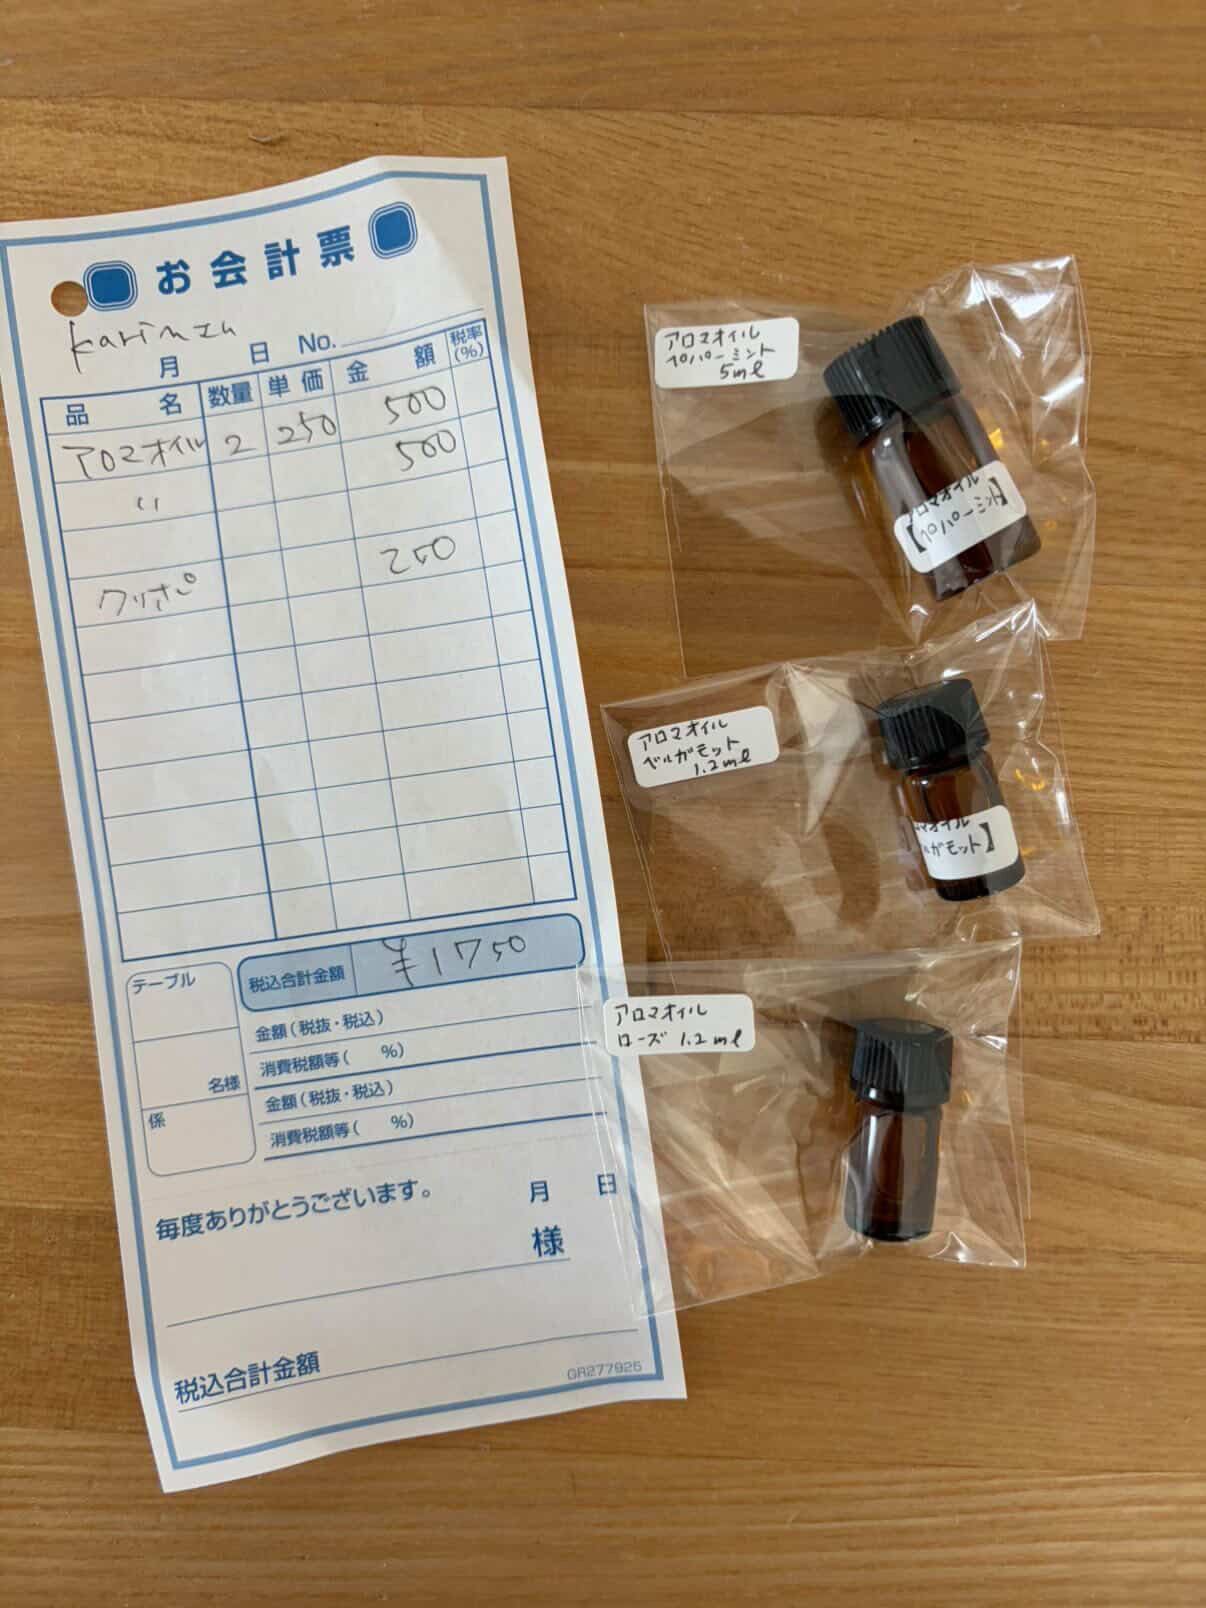 お会計票
karinzu
月 日 No.
品名 数量 単価 金額 税率(%)
アロマオイル 2 250 500
〃 500
クリアポ 250
税込合計金額 ¥1750
テーブル
名様
係
金額(税抜・税込)
消費税額等( %)
金額(税抜・税込)
消費税額等( %)
毎度ありがとうございます。 月 日
様
税込合計金額
GR277925
アロマオイル
ペパーミント
5ml
ロマオイル
【ペパーミント】
アロマオイル
ベルガモット
1.2ml
ロマオイル
ルガモット】
アロマオイル
ローズ 1.2ml